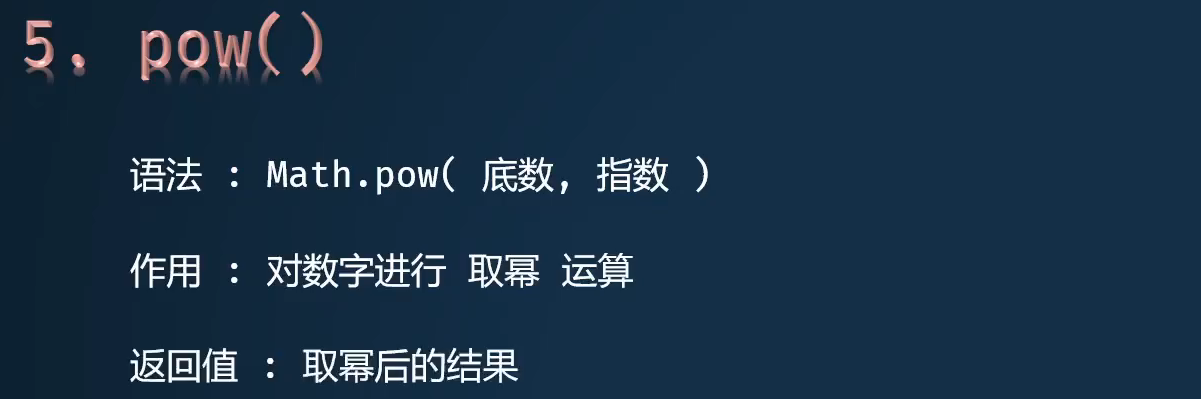 5. pow()
语法 : Math.pow( 底数, 指数 )
作用 : 对数字进行 取幂 运算
返回值 : 取幂后的结果